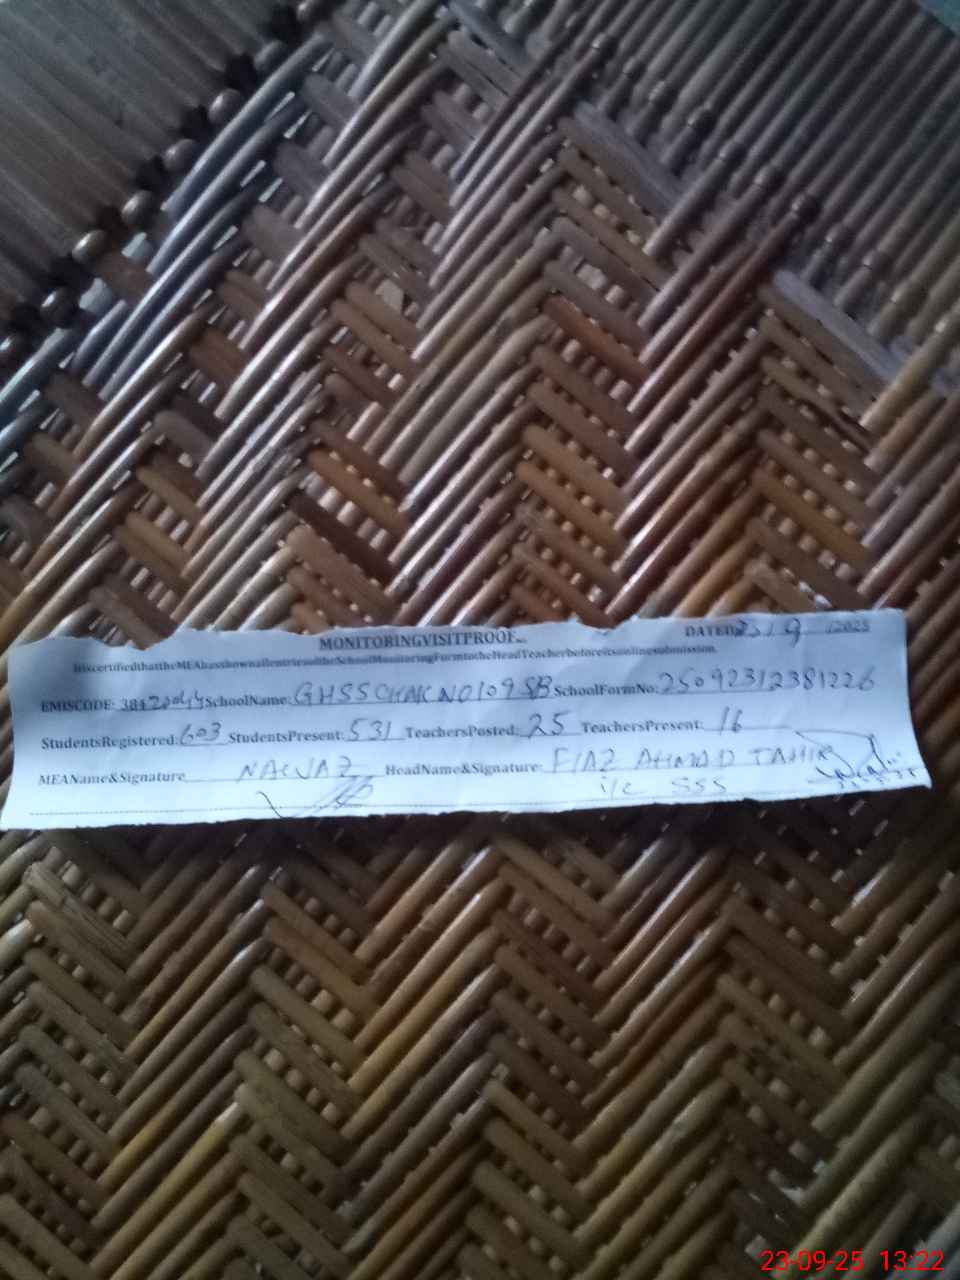 MONITORINGVISITPROOF
DATED 23/9/2025
ItiscertifiedthattheMEAhasshownallentriesoftheSchoolMonitoringFormtotheHeadTeacherbeforeitsonlinesubmission.
EMISCODE: SchoolName: GHSS CHAK NO 109 SB SchoolFormNo: 25092312381226
StudentsRegistered: 603 StudentsPresent: 531 TeachersPosted: 25 TeachersPresent: 16
MEAName&Signature NAWAZ HeadName&Signature: FIAZ AHMAD TAHIR
i/c SSS
23-09-25 13:22